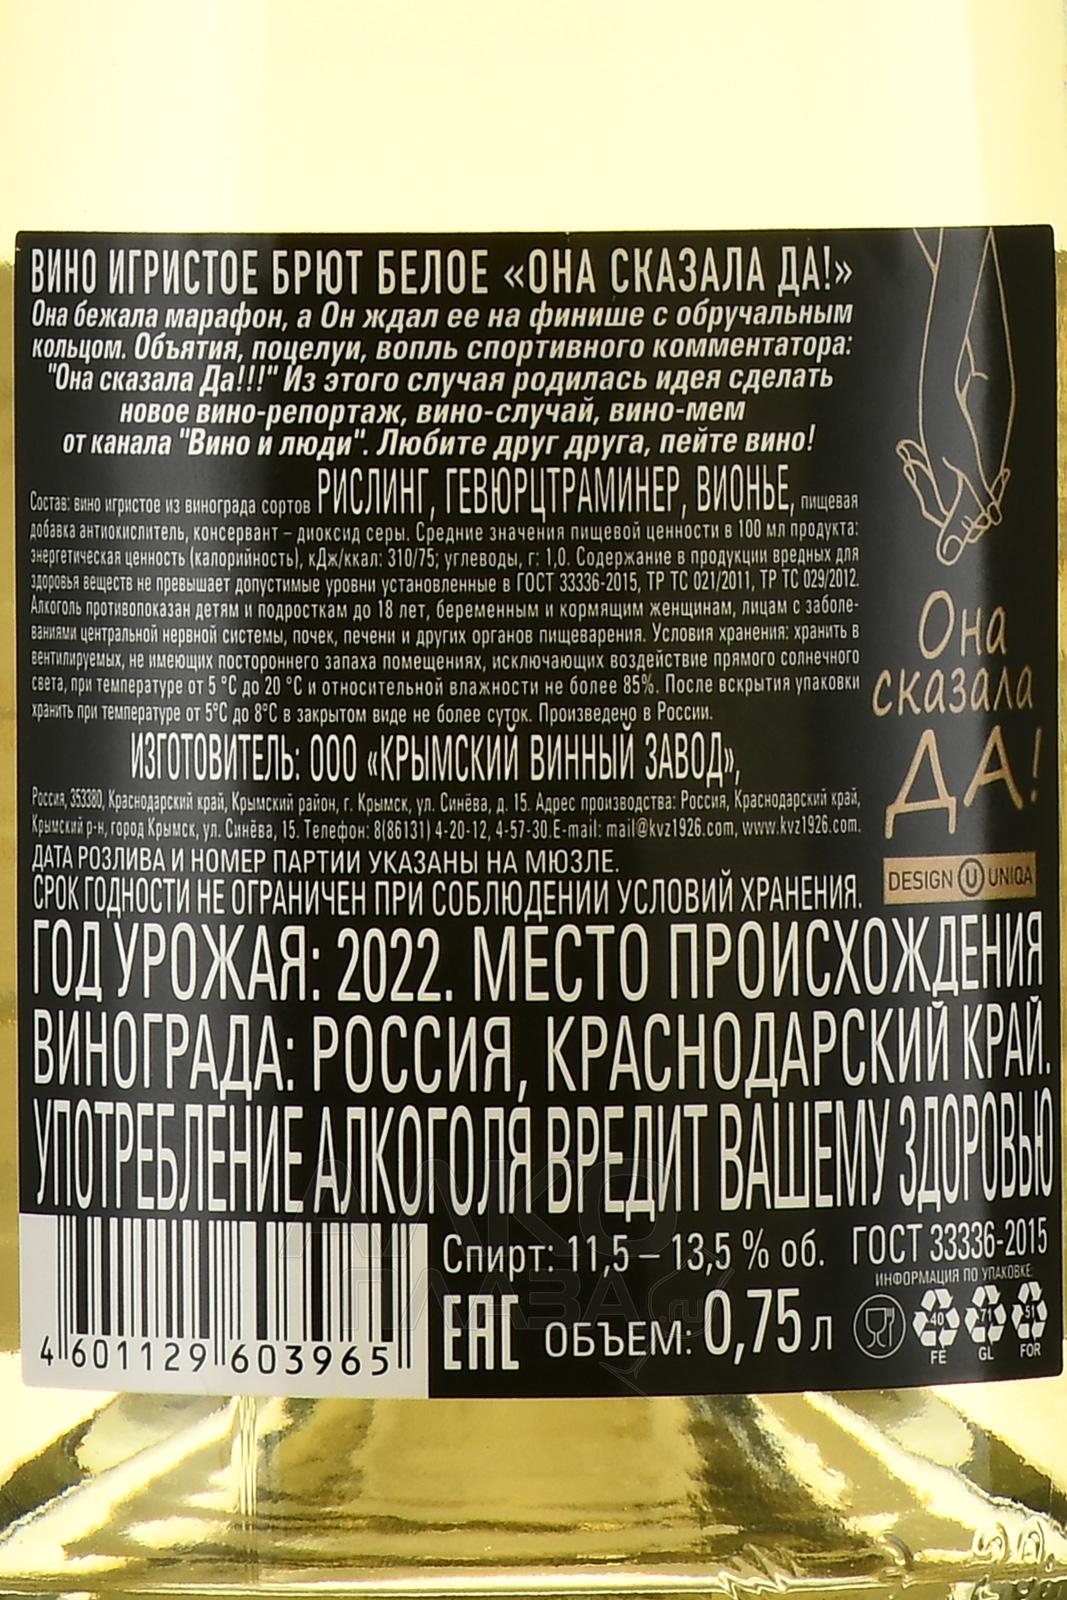 ВИНО ИГРИСТОЕ БРЮТ БЕЛОЕ «ОНА СКАЗАЛА ДА!»
Она бежала марафон, а Он ждал ее на финише с обручальным
кольцом. Объятия, поцелуи, вопль спортивного комментатора:
"Она сказала Да!!!" Из этого случая родилась идея сделать
новое вино-репортаж, вино-случай, вино-мем
от канала "Вино и люди". Любите друг друга, пейте вино!
Состав: вино игристое из винограда сортов РИСЛИНГ, ГЕВЮРЦТРАМИНЕР, ВИОНЬЕ, пищевая
добавка антиокислитель, консервант – диоксид серы. Средние значения пищевой ценности в 100 мл продукта:
энергетическая ценность (калорийность), кДж/ккал: 310/75; углеводы, г: 1,0. Содержание в продукции вредных для
здоровья веществ не превышает допустимые уровни установленные в ГОСТ 33336-2015, ТР ТС 021/2011, ТР ТС 029/2012.
Алкоголь противопоказан детям и подросткам до 18 лет, беременным и кормящим женщинам, лицам с заболе-
ваниями центральной нервной системы, почек, печени и других органов пищеварения. Условия хранения: хранить в
вентилируемых, не имеющих постороннего запаха помещениях, исключающих воздействие прямого солнечного
света, при температуре от 5 °С до 20 °С и относительной влажности не более 85%. После вскрытия упаковки
хранить при температуре от 5°С до 8°С в закрытом виде не более суток. Произведено в России.
ИЗГОТОВИТЕЛЬ: ООО «КРЫМСКИЙ ВИННЫЙ ЗАВОД»,
Россия, 353380, Краснодарский край, Крымский район, г. Крымск, ул. Синёва, д. 15. Адрес производства: Россия, Краснодарский край,
Крымский р-н, город Крымск, ул. Синёва, 15. Телефон: 8(86131) 4-20-12, 4-57-30.E-mail: mail@kvz1926.com, www.kvz1926.com.
ДАТА РОЗЛИВА И НОМЕР ПАРТИИ УКАЗАНЫ НА МЮЗЛЕ.
СРОК ГОДНОСТИ НЕ ОГРАНИЧЕН ПРИ СОБЛЮДЕНИИ УСЛОВИЙ ХРАНЕНИЯ.
Она
сказала
ДА!
DESIGN U UNIQA
ГОД УРОЖАЯ: 2022. МЕСТО ПРОИСХОЖДЕНИЯ
ВИНОГРАДА: РОССИЯ, КРАСНОДАРСКИЙ КРАЙ.
УПОТРЕБЛЕНИЕ АЛКОГОЛЯ ВРЕДИТ ВАШЕМУ ЗДОРОВЬЮ
Спирт: 11,5 – 13,5 % об. ГОСТ 33336-2015
ИНФОРМАЦИЯ ПО УПАКОВКЕ:
EAC ОБЪЕМ: 0,75 л
40 71 51
FE GL FOR
4 601129 603965
АЛКО
ПЛАЗА.ru